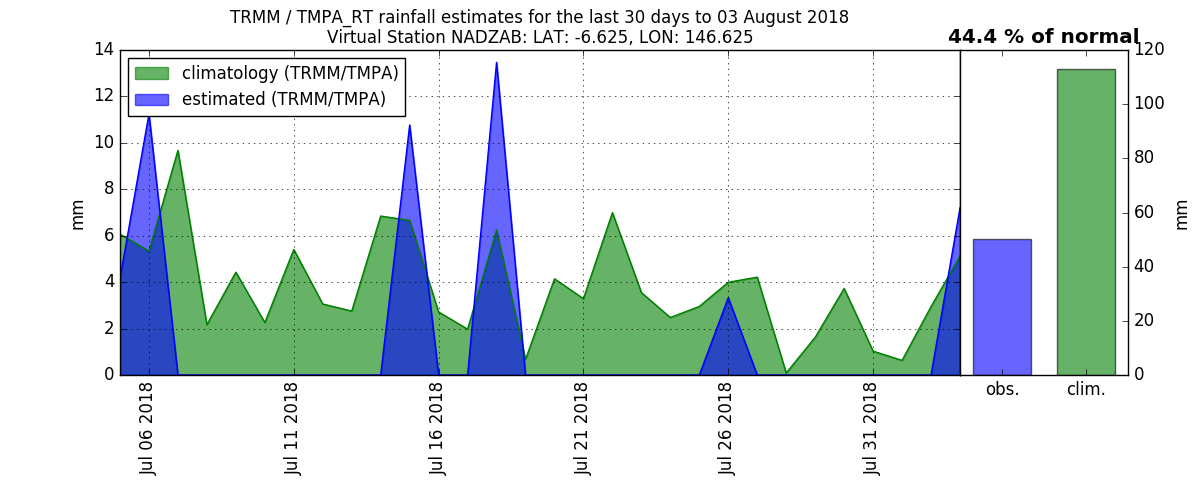 TRMM / TMPA_RT rainfall estimates for the last 30 days to 03 August 2018
Virtual Station NADZAB: LAT: -6.625, LON: 146.625
44.4 % of normal
climatology (TRMM/TMPA)
estimated (TRMM/TMPA)
14
12
10
8
6
4
2
0
mm
Jul 06 2018
Jul 11 2018
Jul 16 2018
Jul 21 2018
Jul 26 2018
Jul 31 2018
obs.
clim.
120
100
80
60
40
20
0
mm